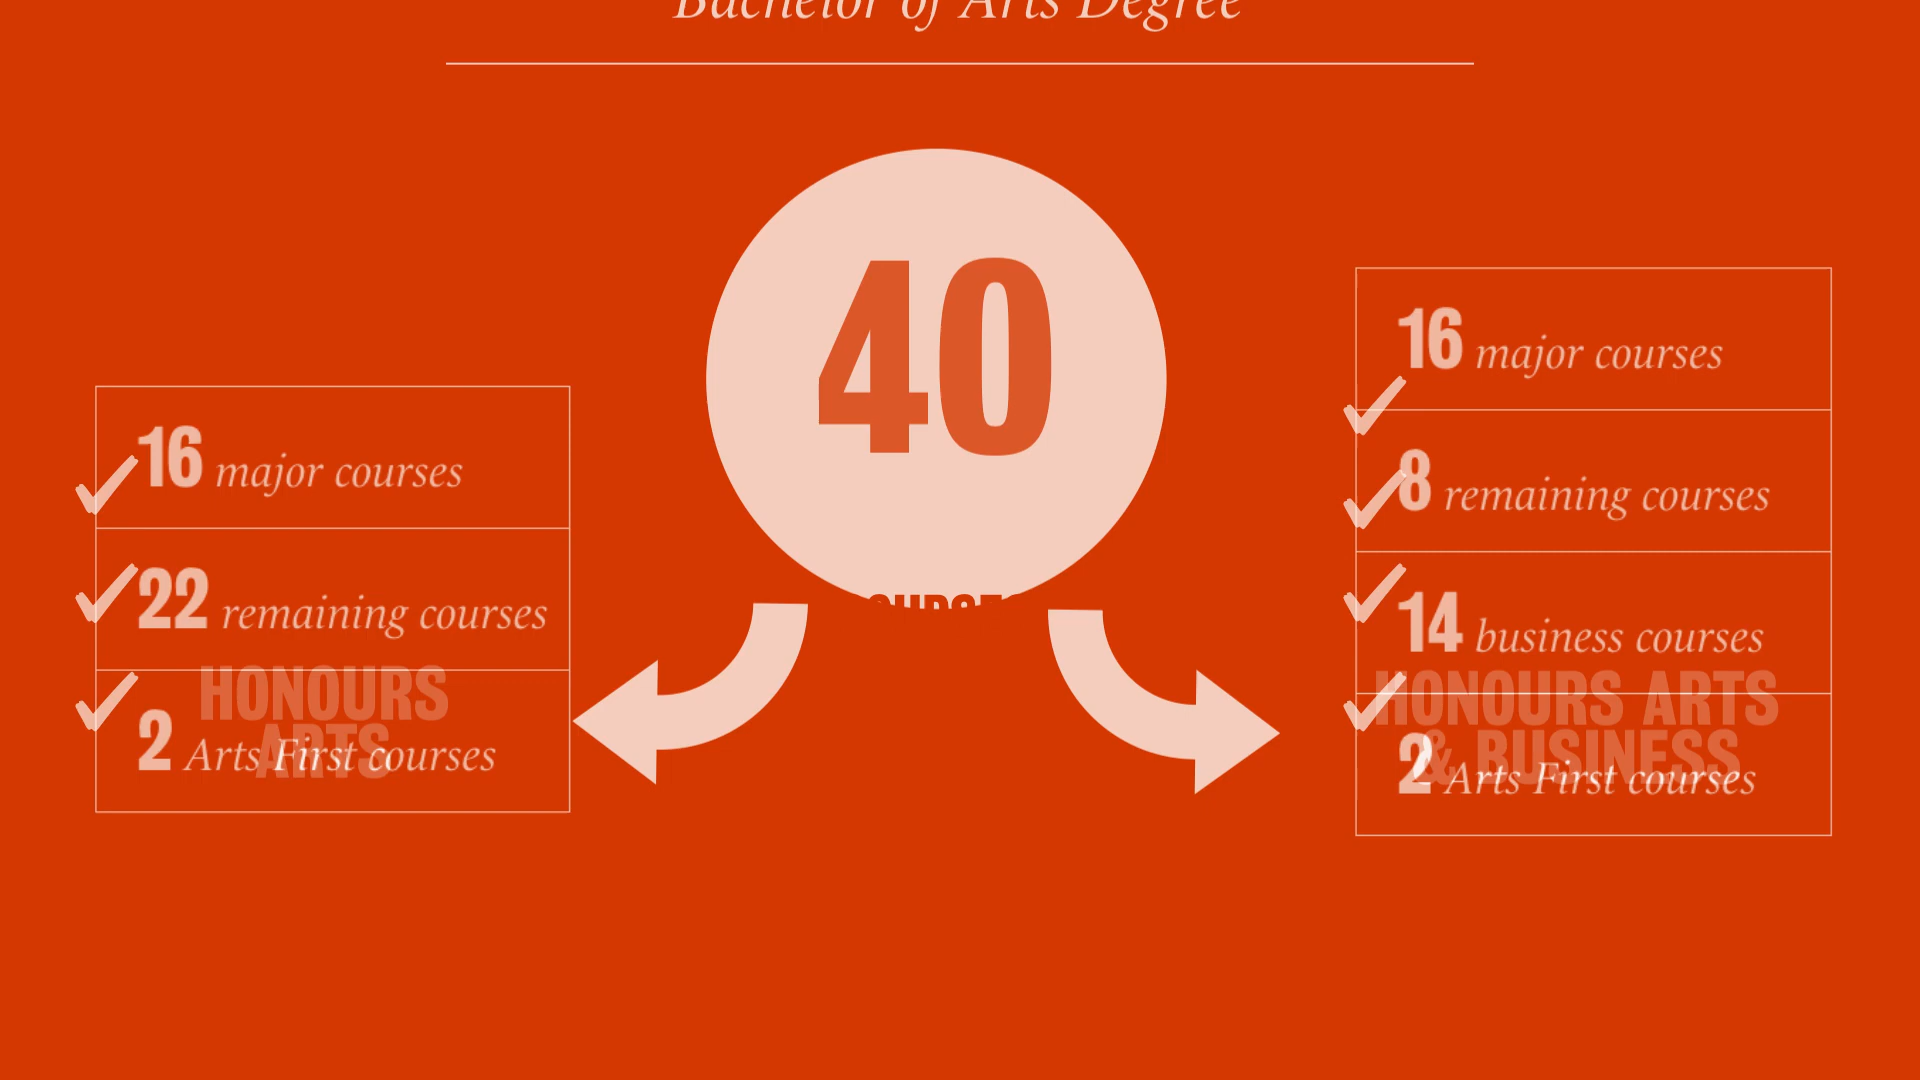 Bachelor of Arts Degree
40
16 major courses
22 remaining courses
2 Arts First courses
HONOURS
ARTS
16 major courses
8 remaining courses
14 business courses
2 Arts First courses
HONOURS ARTS
& BUSINESS